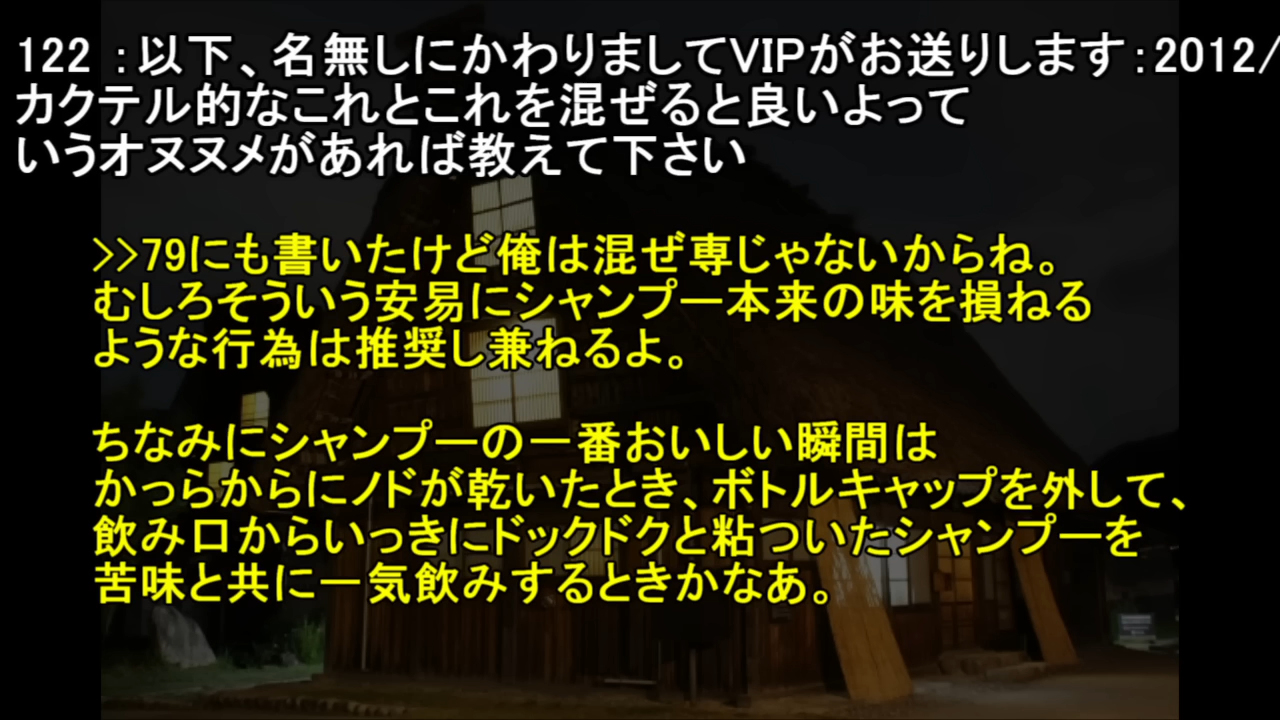 122 ：以下、名無しにかわりましてVIPがお送りします：2012/
カクテル的なこれとこれを混ぜると良いよって
いうオヌヌメがあれば教えて下さい
>>79にも書いたけど俺は混ぜ専じゃないからね。
むしろそういう安易にシャンプー本来の味を損ねる
ような行為は推奨し兼ねるよ。
ちなみにシャンプーの一番おいしい瞬間は
かっらからにノドが乾いたとき、ボトルキャップを外して、
飲み口からいっきにドックドクと粘ついたシャンプーを
苦味と共に一気飲みするときかなあ。